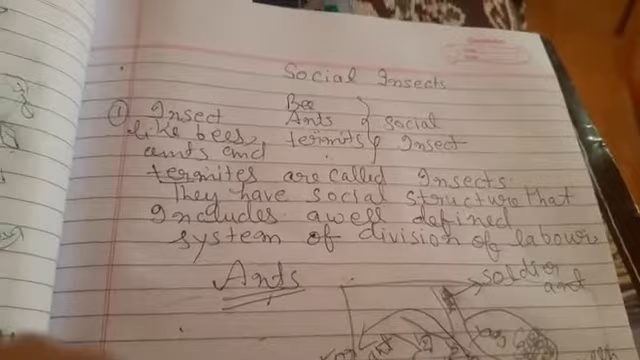 Social Insects
① Insect Bee
Ants } social
like bees, termits } Insect
ants and
termites are called Insects.
They have social structure that
Includes a well defined
system of division of labour
Ants
soldier
ant